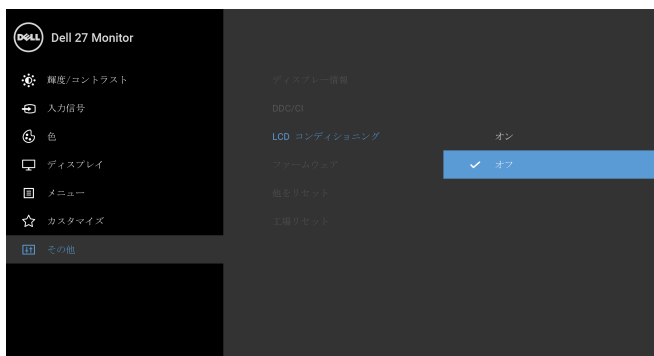 DELL Dell 27 Monitor
輝度/コントラスト
入力信号
色
ディスプレイ
メニュー
カスタマイズ
その他
ディスプレー情報
DDC/CI
LCD コンディショニング
ファームウェア
他をリセット
工場リセット
オン
オフ